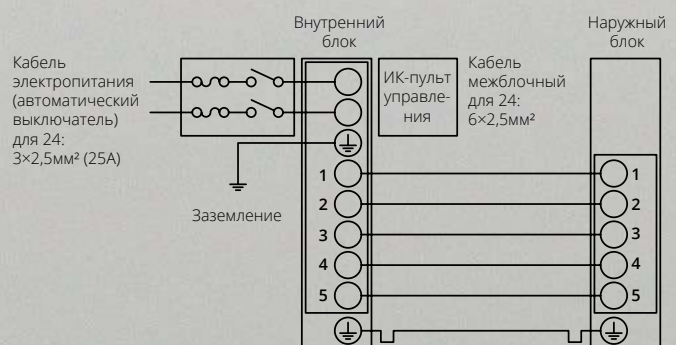 Внутренний
блок
Наружный
блок
Кабель
электропитания
(автоматический
выключатель)
для 24:
3×2,5мм² (25А)
ИК-пульт
управле-
ния
Кабель
межблочный
для 24:
6×2,5мм²
Заземление
1
2
3
4
5
1
2
3
4
5